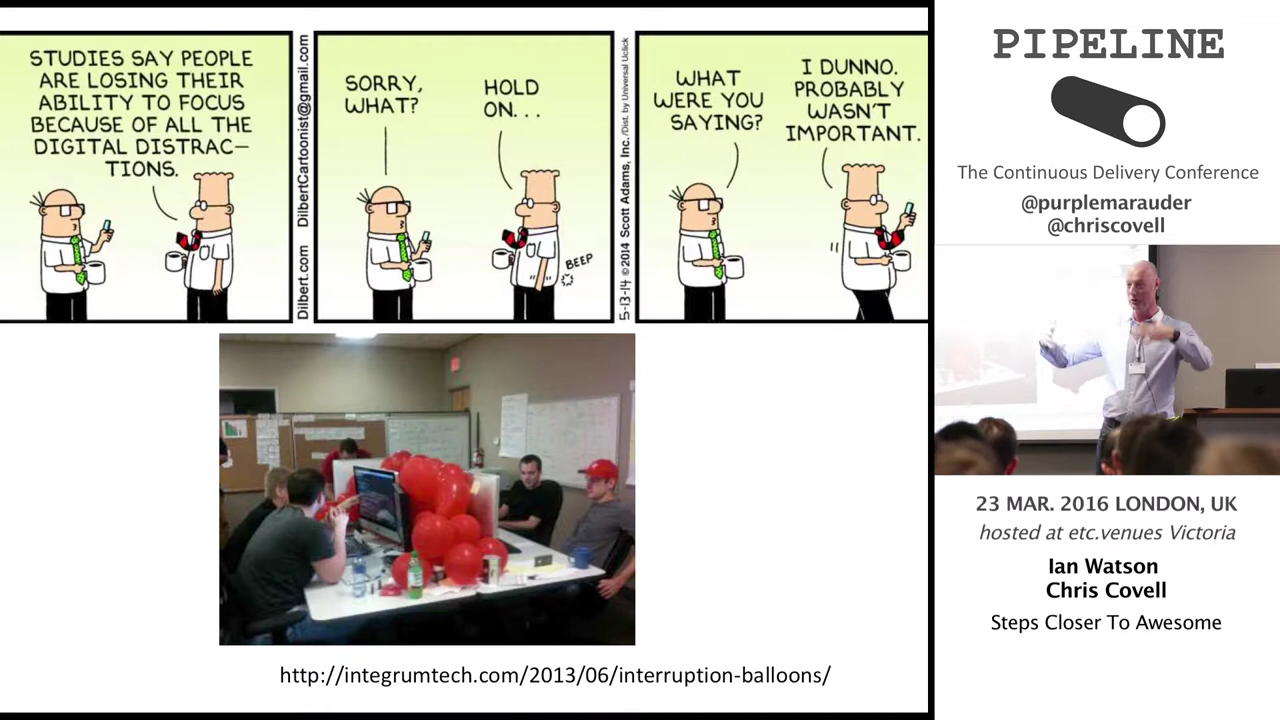 STUDIES SAY PEOPLE
ARE LOSING THEIR
ABILITY TO FOCUS
BECAUSE OF ALL THE
DIGITAL DISTRAC–
TIONS.
Dilbert.com DilbertCartoonist@gmail.com
SORRY,
WHAT?
HOLD
ON. . .
BEEP
5-13-14 ©2014 Scott Adams, Inc. /Dist. by Universal Uclick
WHAT
WERE YOU
SAYING?
I DUNNO.
PROBABLY
WASN'T
IMPORTANT.
http://integrumtech.com/2013/06/interruption-balloons/
PIPELINE
The Continuous Delivery Conference
@purplemarauder
@chriscovell
23 MAR. 2016 LONDON, UK
hosted at etc.venues Victoria
Ian Watson
Chris Covell
Steps Closer To Awesome